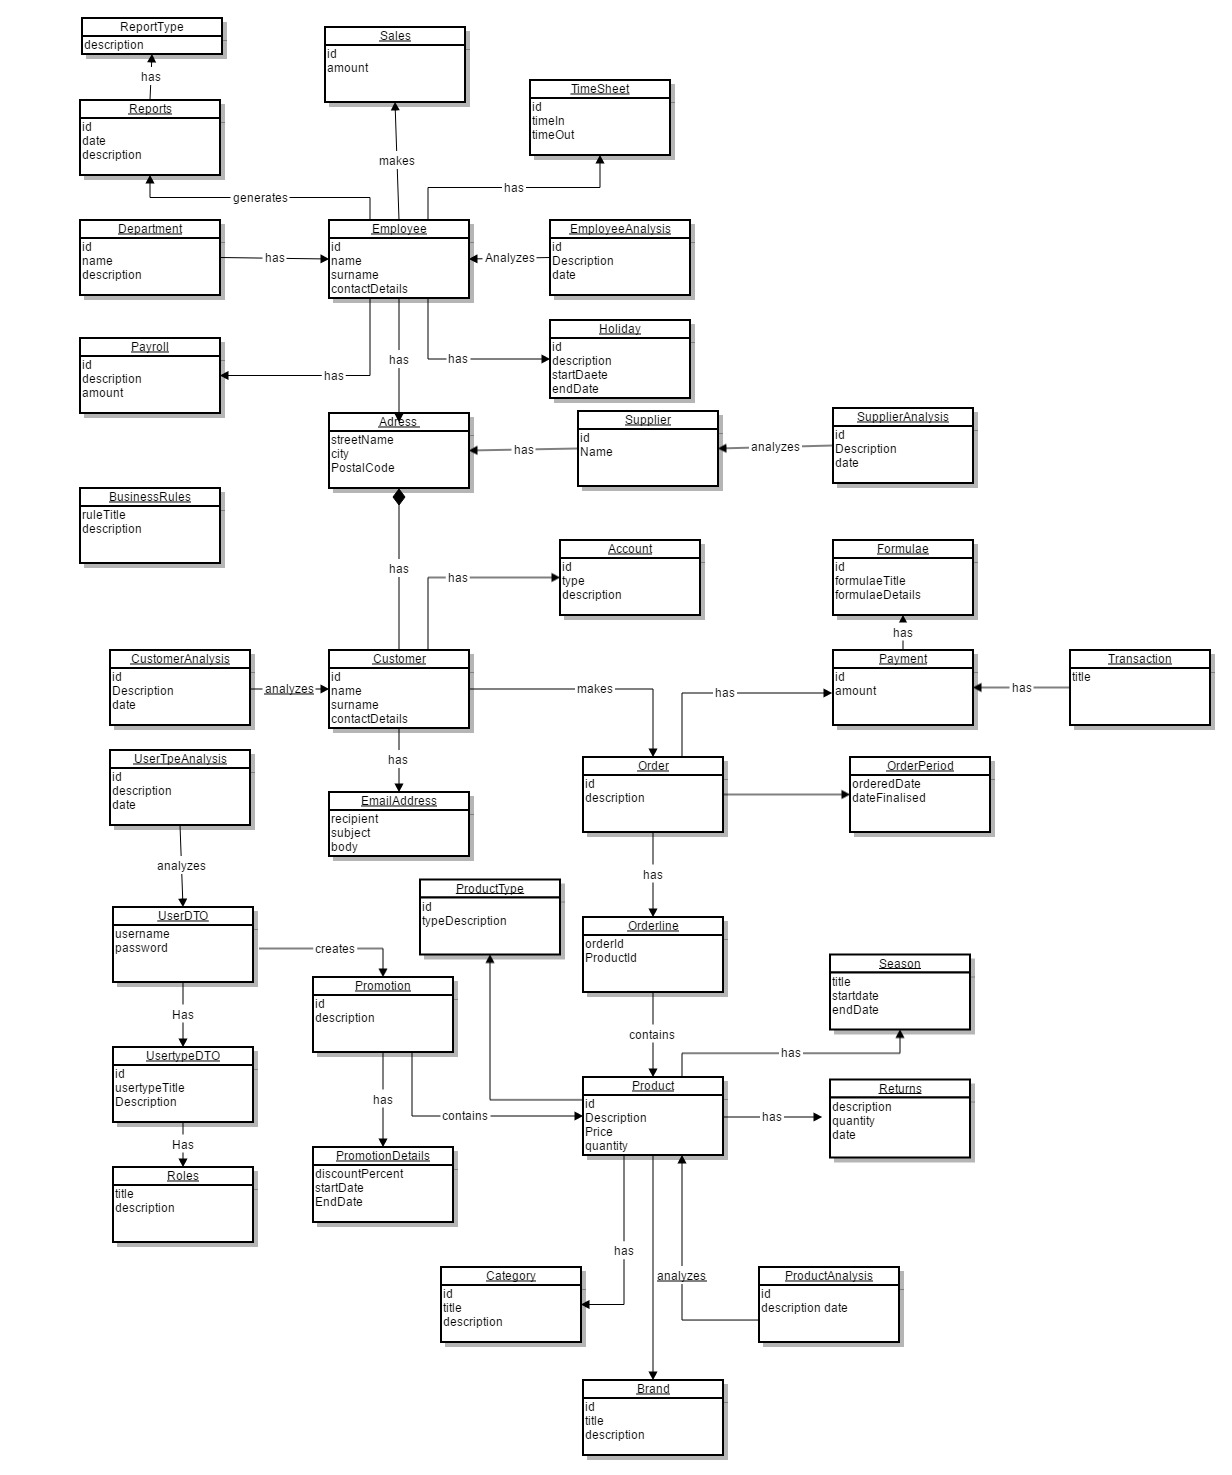 ReportType
description
has
Reports
id
date
description
Sales
id
amount
makes
TimeSheet
id
timeIn
timeOut
has
generates
Department
id
name
description
has
Employee
id
name
surname
contactDetails
Analyzes
EmployeeAnalysis
id
Description
date
Payroll
id
description
amount
has
has
has
Holiday
id
description
startDaete
endDate
Adress
streetName
city
PostalCode
has
Supplier
id
Name
analyzes
SupplierAnalysis
id
Description
date
BusinessRules
ruleTitle
description
has
has
Account
id
type
description
Formulae
id
formulaeTitle
formulaeDetails
has
CustomerAnalysis
id
Description
date
analyzes
Customer
id
name
surname
contactDetails
makes
has
Payment
id
amount
has
Transaction
title
has
UserTpeAnalysis
id
description
date
EmailAddress
recipient
subject
body
Order
id
description
OrderPeriod
orderedDate
dateFinalised
analyzes
has
ProductType
id
typeDescription
UserDTO
username
password
creates
Orderline
orderId
ProductId
Season
title
startdate
endDate
Promotion
id
description
Has
contains
has
UsertypeDTO
id
usertypeTitle
Description
has
contains
Product
id
Description
Price
quantity
has
Returns
description
quantity
date
Has
Roles
title
description
PromotionDetails
discountPercent
startDate
EndDate
has
analyzes
Category
id
title
description
ProductAnalysis
id
description date
Brand
id
title
description